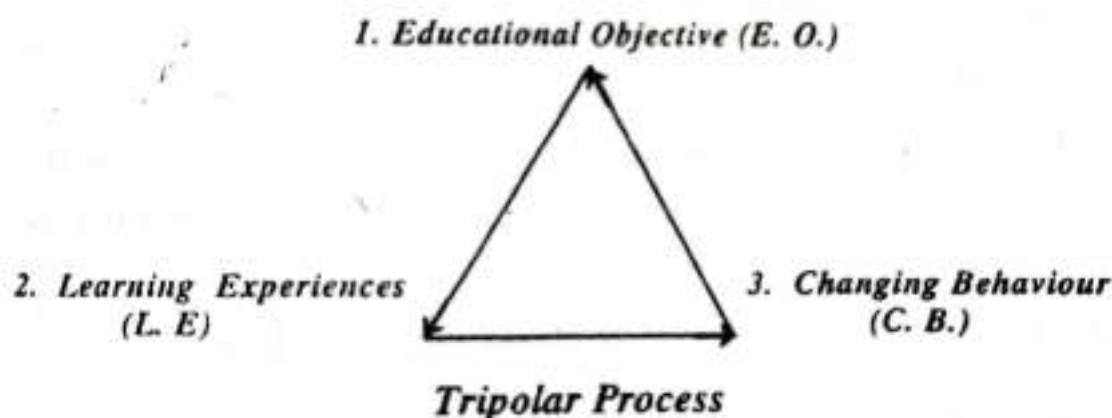 1. Educational Objective (E. O.)
2. Learning Experiences
(L. E)
3. Changing Behaviour
(C. B.)
Tripolar Process